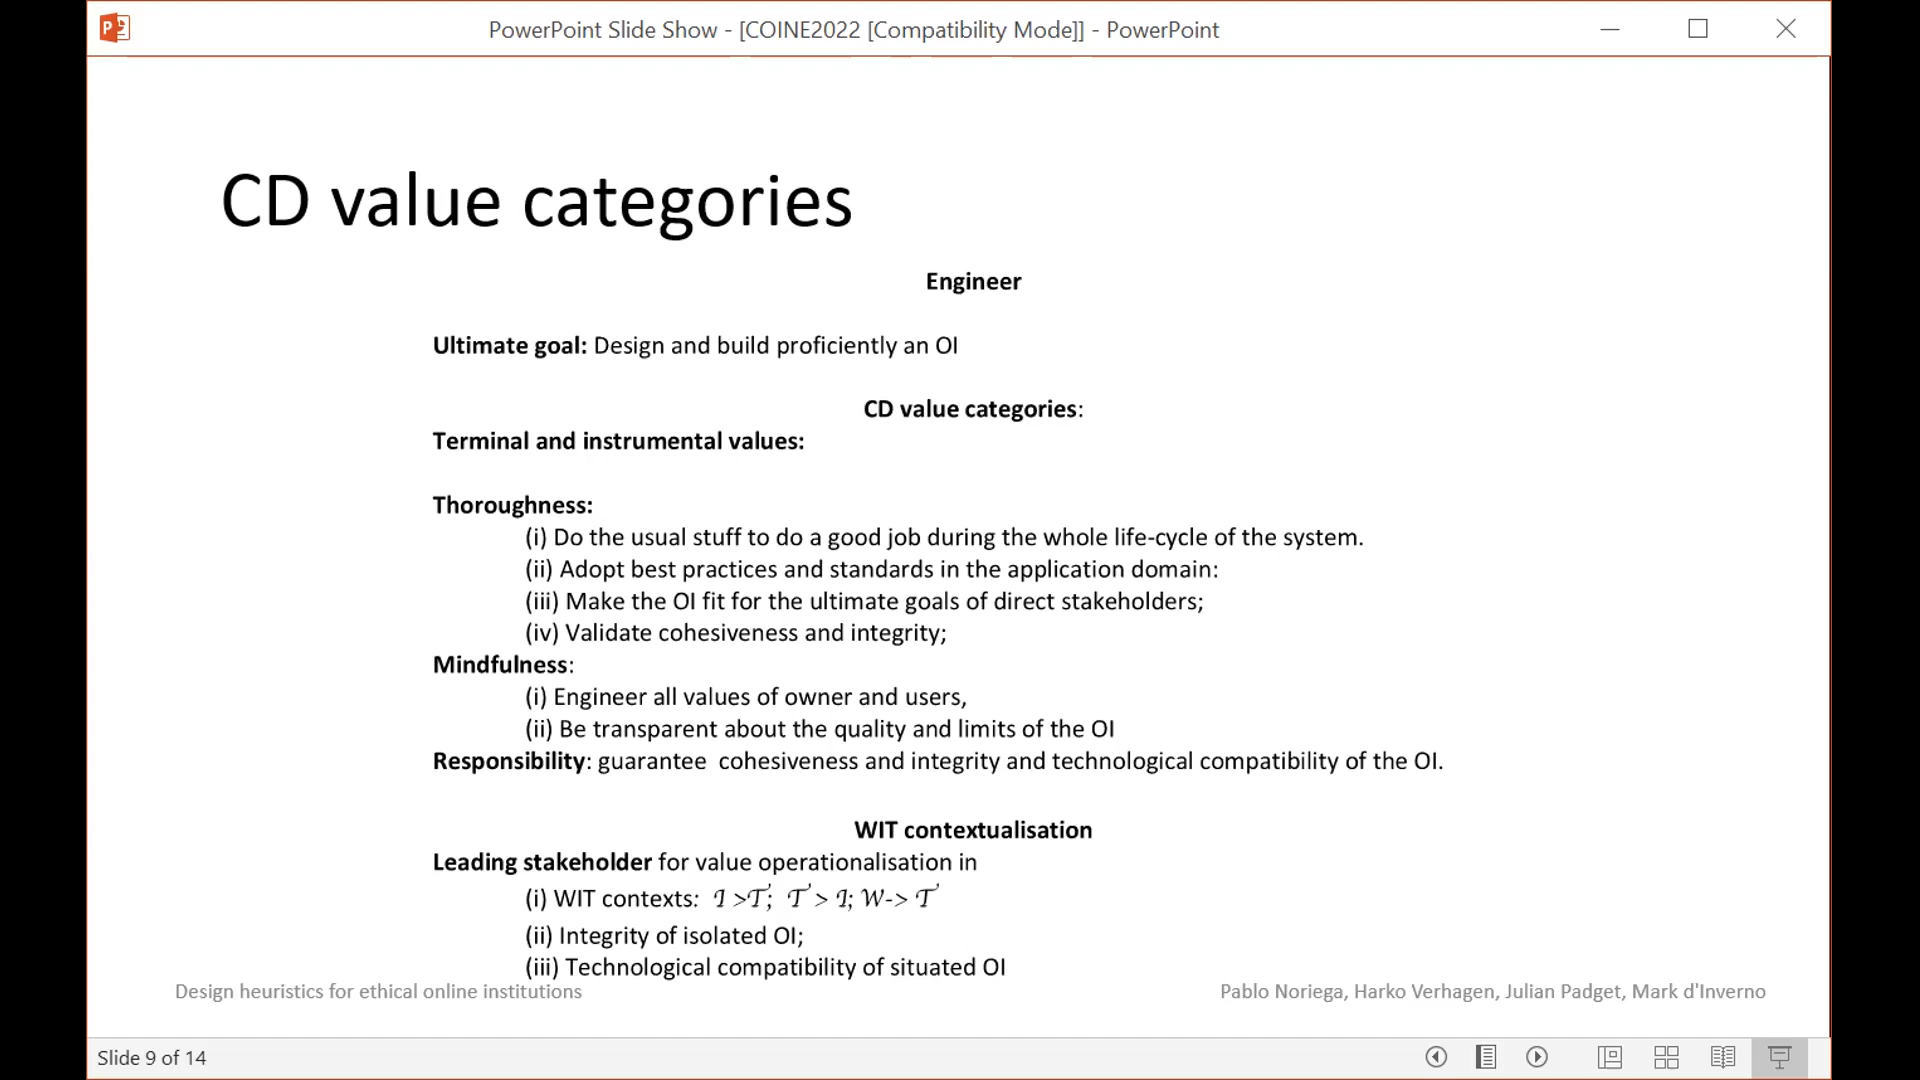 PowerPoint Slide Show - [COINE2022 [Compatibility Mode]] - PowerPoint
CD value categories
Engineer
Ultimate goal: Design and build proficiently an OI
CD value categories:
Terminal and instrumental values:
Thoroughness:
(i) Do the usual stuff to do a good job during the whole life-cycle of the system.
(ii) Adopt best practices and standards in the application domain:
(iii) Make the OI fit for the ultimate goals of direct stakeholders;
(iv) Validate cohesiveness and integrity;
Mindfulness:
(i) Engineer all values of owner and users,
(ii) Be transparent about the quality and limits of the OI
Responsibility: guarantee  cohesiveness and integrity and technological compatibility of the OI.
WIT contextualisation
Leading stakeholder for value operationalisation in
(i) WIT contexts:  ℐ >𝒯'; 𝒯' > ℐ; 𝒲-> 𝒯'
(ii) Integrity of isolated OI;
(iii) Technological compatibility of situated OI
Design heuristics for ethical online institutions
Pablo Noriega, Harko Verhagen, Julian Padget, Mark d'Inverno
Slide 9 of 14